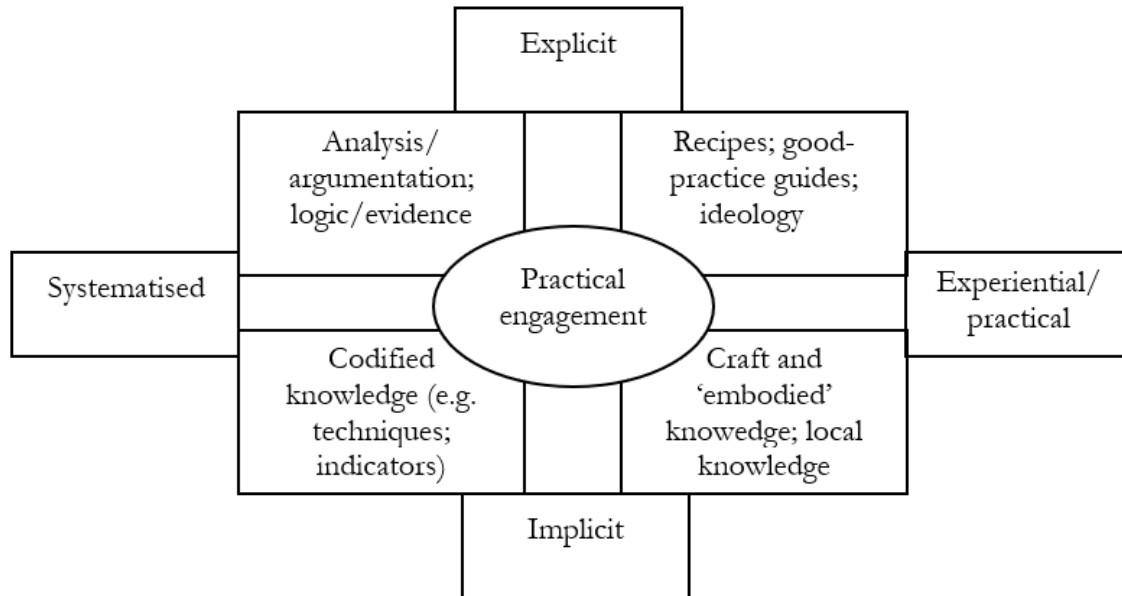 Explicit
Analysis/
argumentation;
logic/evidence
Recipes; good-
practice guides;
ideology
Systematised
Practical
engagement
Experiential/
practical
Codified
knowledge (e.g.
techniques;
indicators)
Craft and
‘embodied’
knowedge; local
knowledge
Implicit